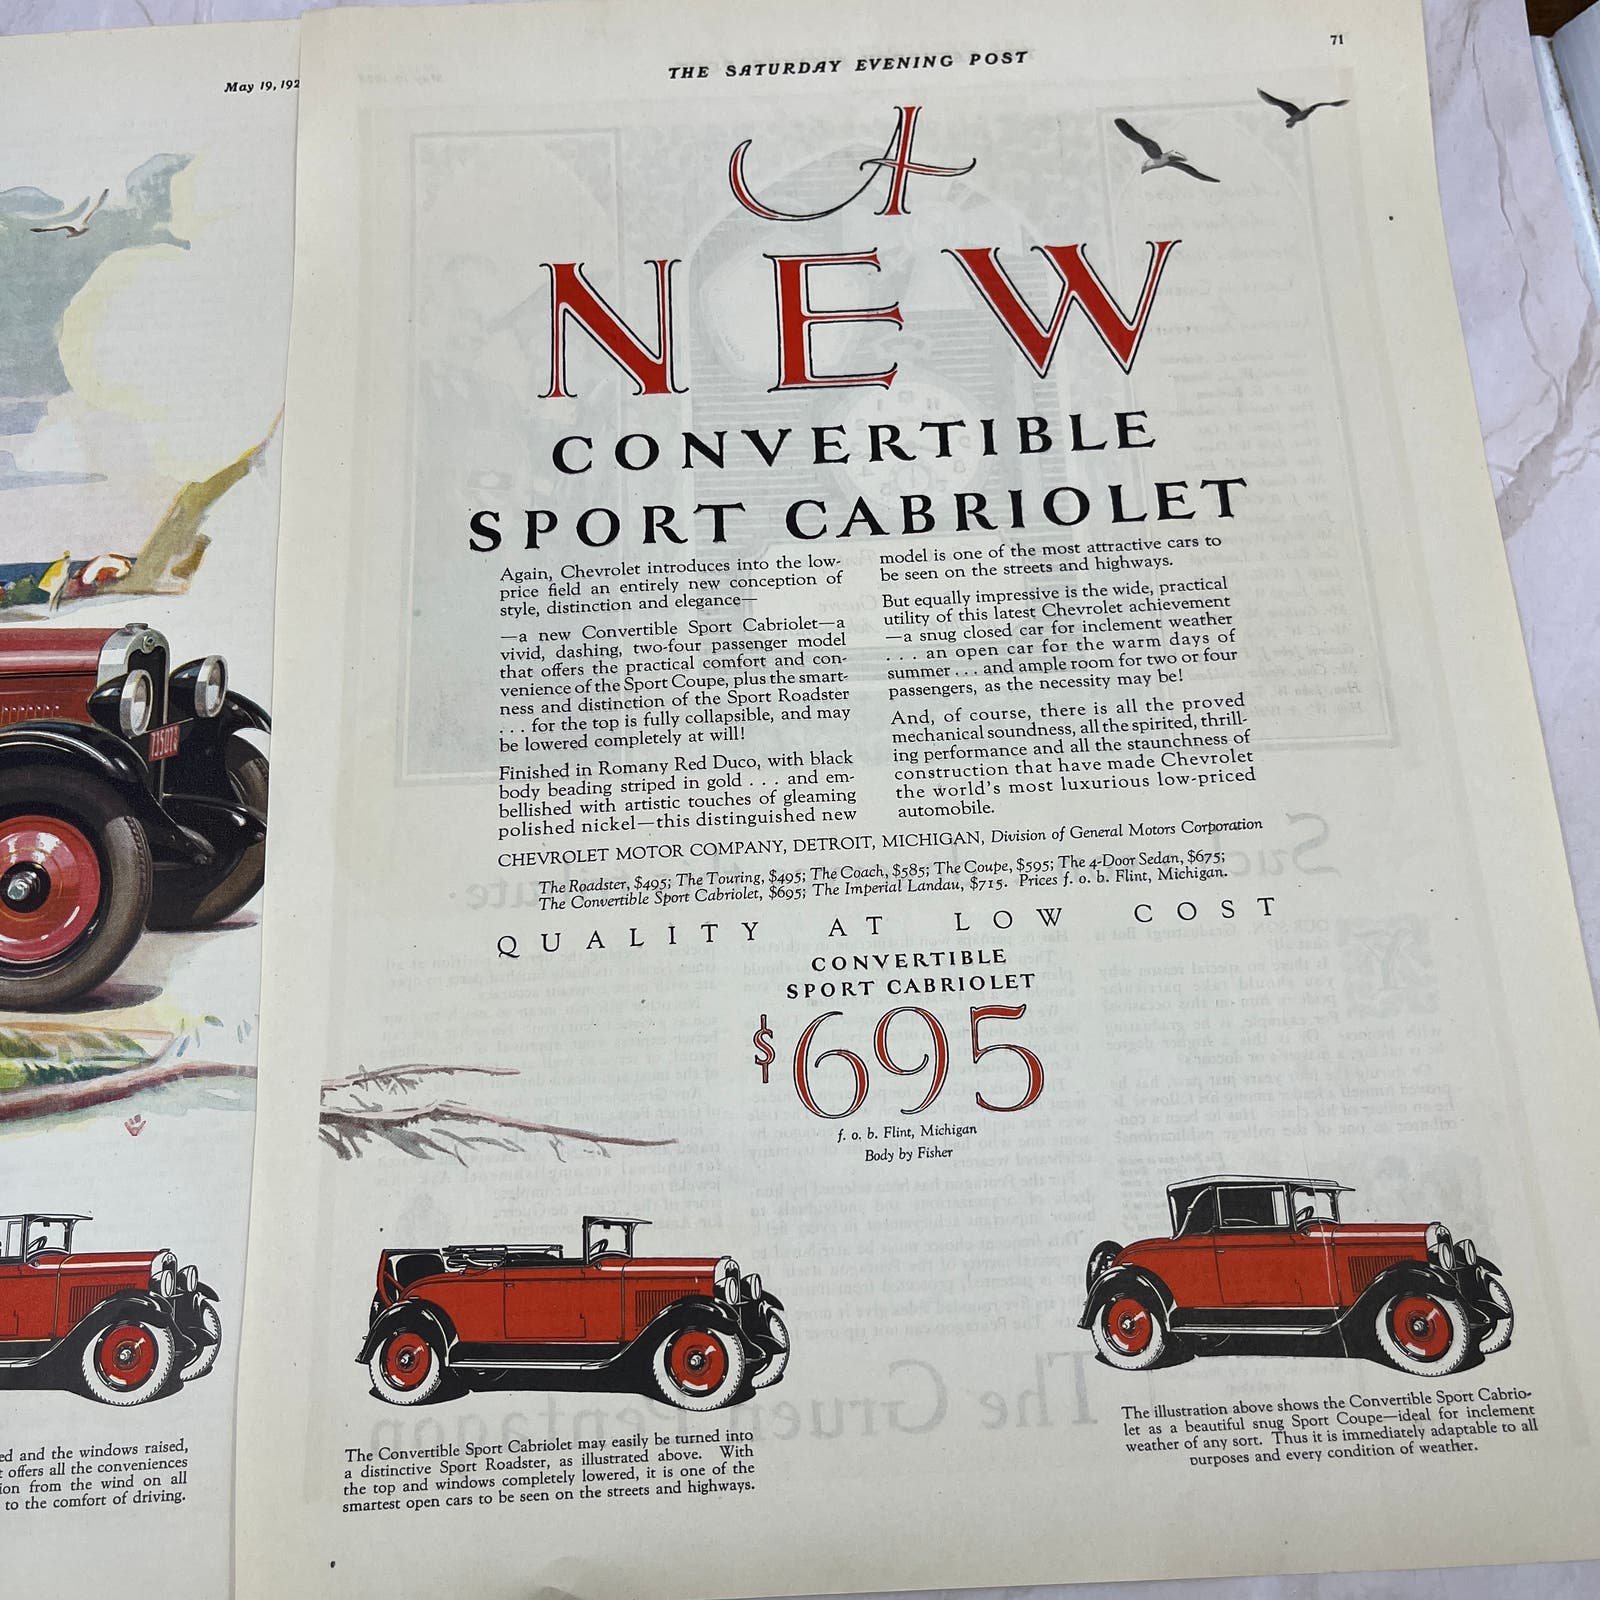 May 19, 192
THE SATURDAY EVENING POST
71
A
NEW
CONVERTIBLE
SPORT CABRIOLET
Again, Chevrolet introduces into the low-
price field an entirely new conception of
style, distinction and elegance—
—a new Convertible Sport Cabriolet—a
vivid, dashing, two-four passenger model
that offers the practical comfort and con-
venience of the Sport Coupe, plus the smart-
ness and distinction of the Sport Roadster
. . . for the top is fully collapsible, and may
be lowered completely at will!
Finished in Romany Red Duco, with black
body beading striped in gold . . . and em-
bellished with artistic touches of gleaming
polished nickel—this distinguished new
model is one of the most attractive cars to
be seen on the streets and highways.
But equally impressive is the wide, practical
utility of this latest Chevrolet achievement
—a snug closed car for inclement weather
. . . an open car for the warm days of
summer . . . and ample room for two or four
passengers, as the necessity may be!
And, of course, there is all the proved
mechanical soundness, all the spirited, thrill-
ing performance and all the staunchness of
construction that have made Chevrolet
the world's most luxurious low-priced
automobile.
CHEVROLET MOTOR COMPANY, DETROIT, MICHIGAN, Division of General Motors Corporation
The Roadster, $495; The Touring, $495; The Coach, $585; The Coupe, $595; The 4-Door Sedan, $675;
The Convertible Sport Cabriolet, $695; The Imperial Landau, $715. Prices f. o. b. Flint, Michigan.
QUALITY AT LOW COST
CONVERTIBLE
SPORT CABRIOLET
$695
f. o. b. Flint, Michigan
Body by Fisher
ed and the windows raised,
t offers all the conveniences
ion from the wind on all
to the comfort of driving.
The Convertible Sport Cabriolet may easily be turned into
a distinctive Sport Roadster, as illustrated above. With
the top and windows completely lowered, it is one of the
smartest open cars to be seen on the streets and highways.
The illustration above shows the Convertible Sport Cabrio-
let as a beautiful snug Sport Coupe—ideal for inclement
weather of any sort. Thus it is immediately adaptable to all
purposes and every condition of weather.